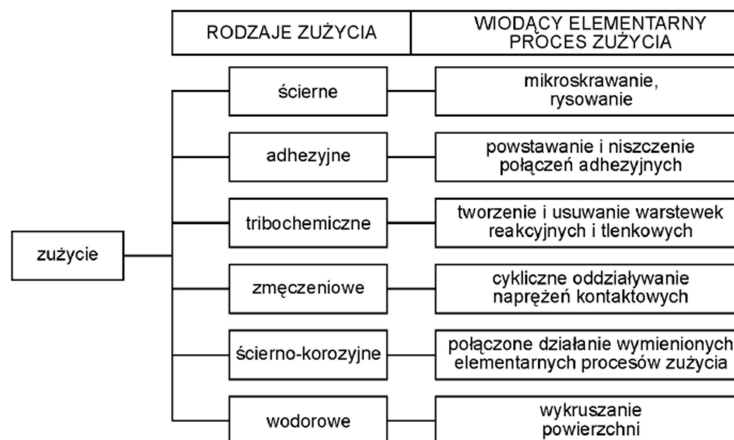 RODZAJE ZUŻYCIA
WIODĄCY ELEMENTARNY
PROCES ZUŻYCIA
zużycie
ścierne
mikroskrawanie,
rysowanie
adhezyjne
powstawanie i niszczenie
połączeń adhezyjnych
tribochemiczne
tworzenie i usuwanie warstewek
reakcyjnych i tlenkowych
zmęczeniowe
cykliczne oddziaływanie
naprężeń kontaktowych
ścierno-korozyjne
połączone działanie wymienionych
elementarnych procesów zużycia
wodorowe
wykruszanie
powierzchni